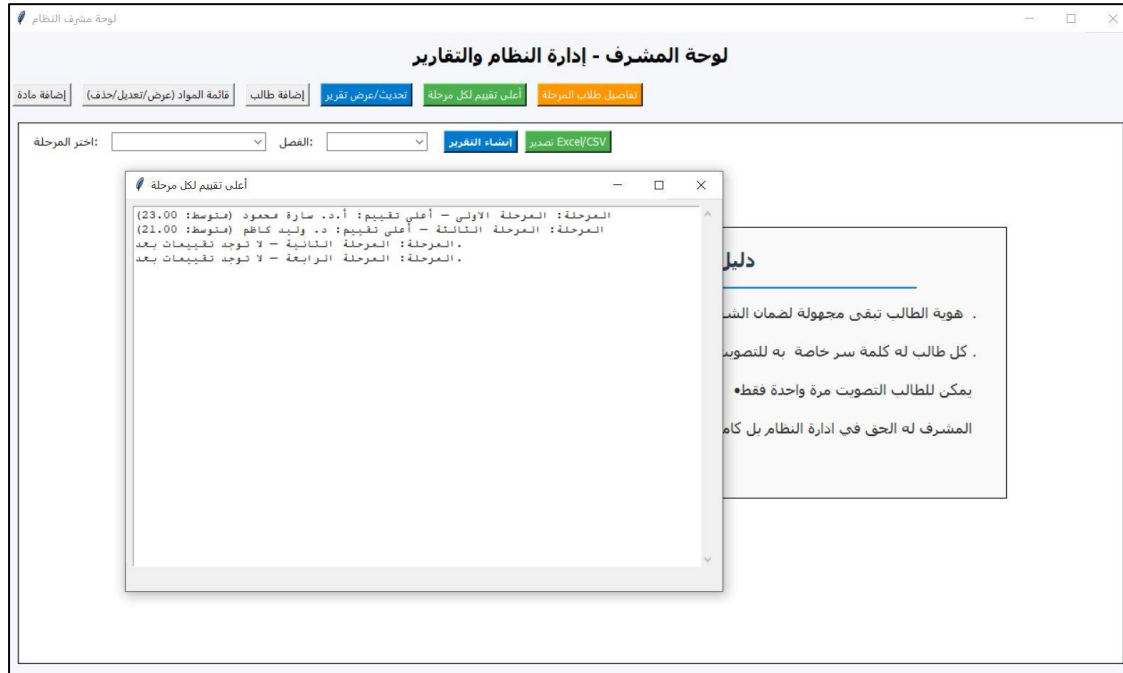 لوحة مشرف النظام
لوحة المشرف - إدارة النظام والتقارير
إضافة مادة
قائمة المواد (عرض/تعديل/حذف)
إضافة طالب
تحديث/عرض تقرير
أعلى تقييم لكل مرحلة
تفاصيل طلاب المرحلة
اختر المرحلة:
الفصل:
إنشاء التقرير
تصدير Excel/CSV
أعلى تقييم لكل مرحلة
المرحلة: المرحلة الاولى — أعلى تقييم: أ.د. سارة محمود (متوسط: 23.00)
المرحلة: المرحلة الثالثة — أعلى تقييم: د. وليد كاظم (متوسط: 21.00)
المرحلة: المرحلة الثانية — لا توجد تقييمات بعد.
المرحلة: المرحلة الرابعة — لا توجد تقييمات بعد.
دليل
. هوية الطالب تبقى مجهولة لضمان
. كل طالب له كلمة سر خاصة به
يمكن للطالب التصويت مرة واحدة فقط•
المشرف له الحق في ادارة النظام بل